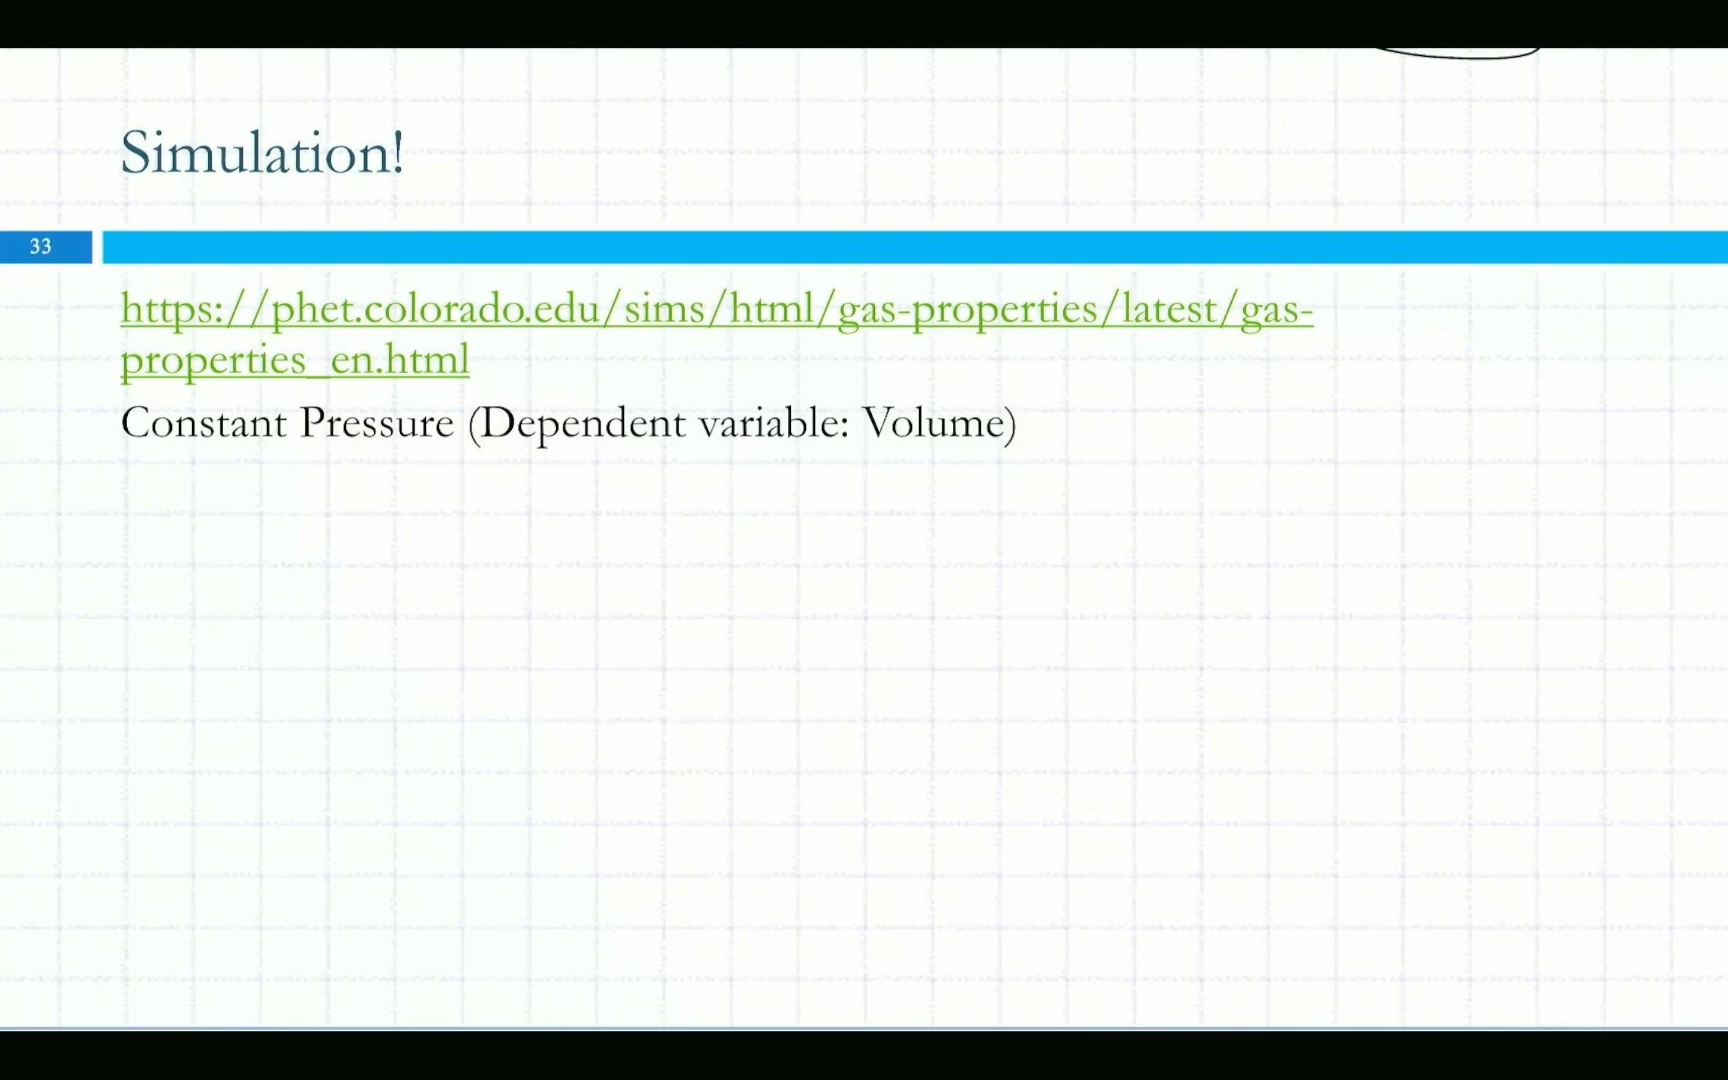 Simulation!
33
https://phet.colorado.edu/sims/html/gas-properties/latest/gas-
properties_en.html
Constant Pressure (Dependent variable: Volume)